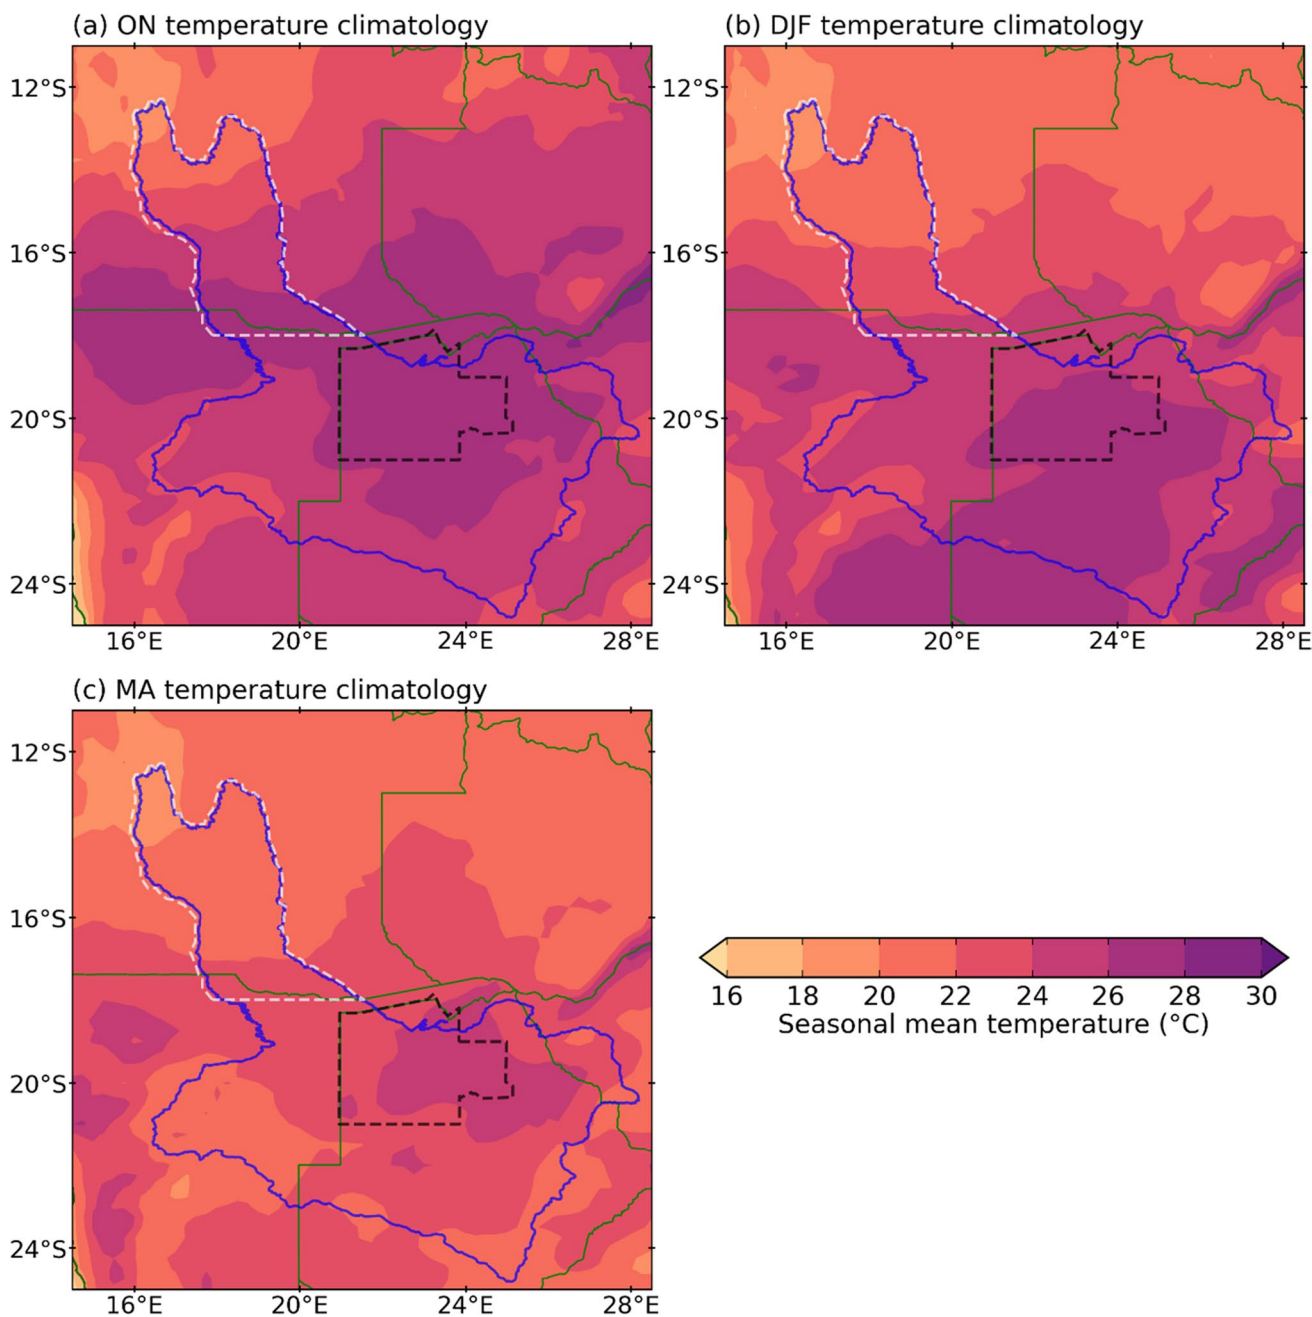 (a) ON temperature climatology
12°S
16°S
20°S
24°S
16°E 20°E 24°E 28°E
(b) DJF temperature climatology
12°S
16°S
20°S
24°S
16°E 20°E 24°E 28°E
(c) MA temperature climatology
12°S
16°S
20°S
24°S
16°E 20°E 24°E 28°E
16 18 20 22 24 26 28 30
Seasonal mean temperature (°C)